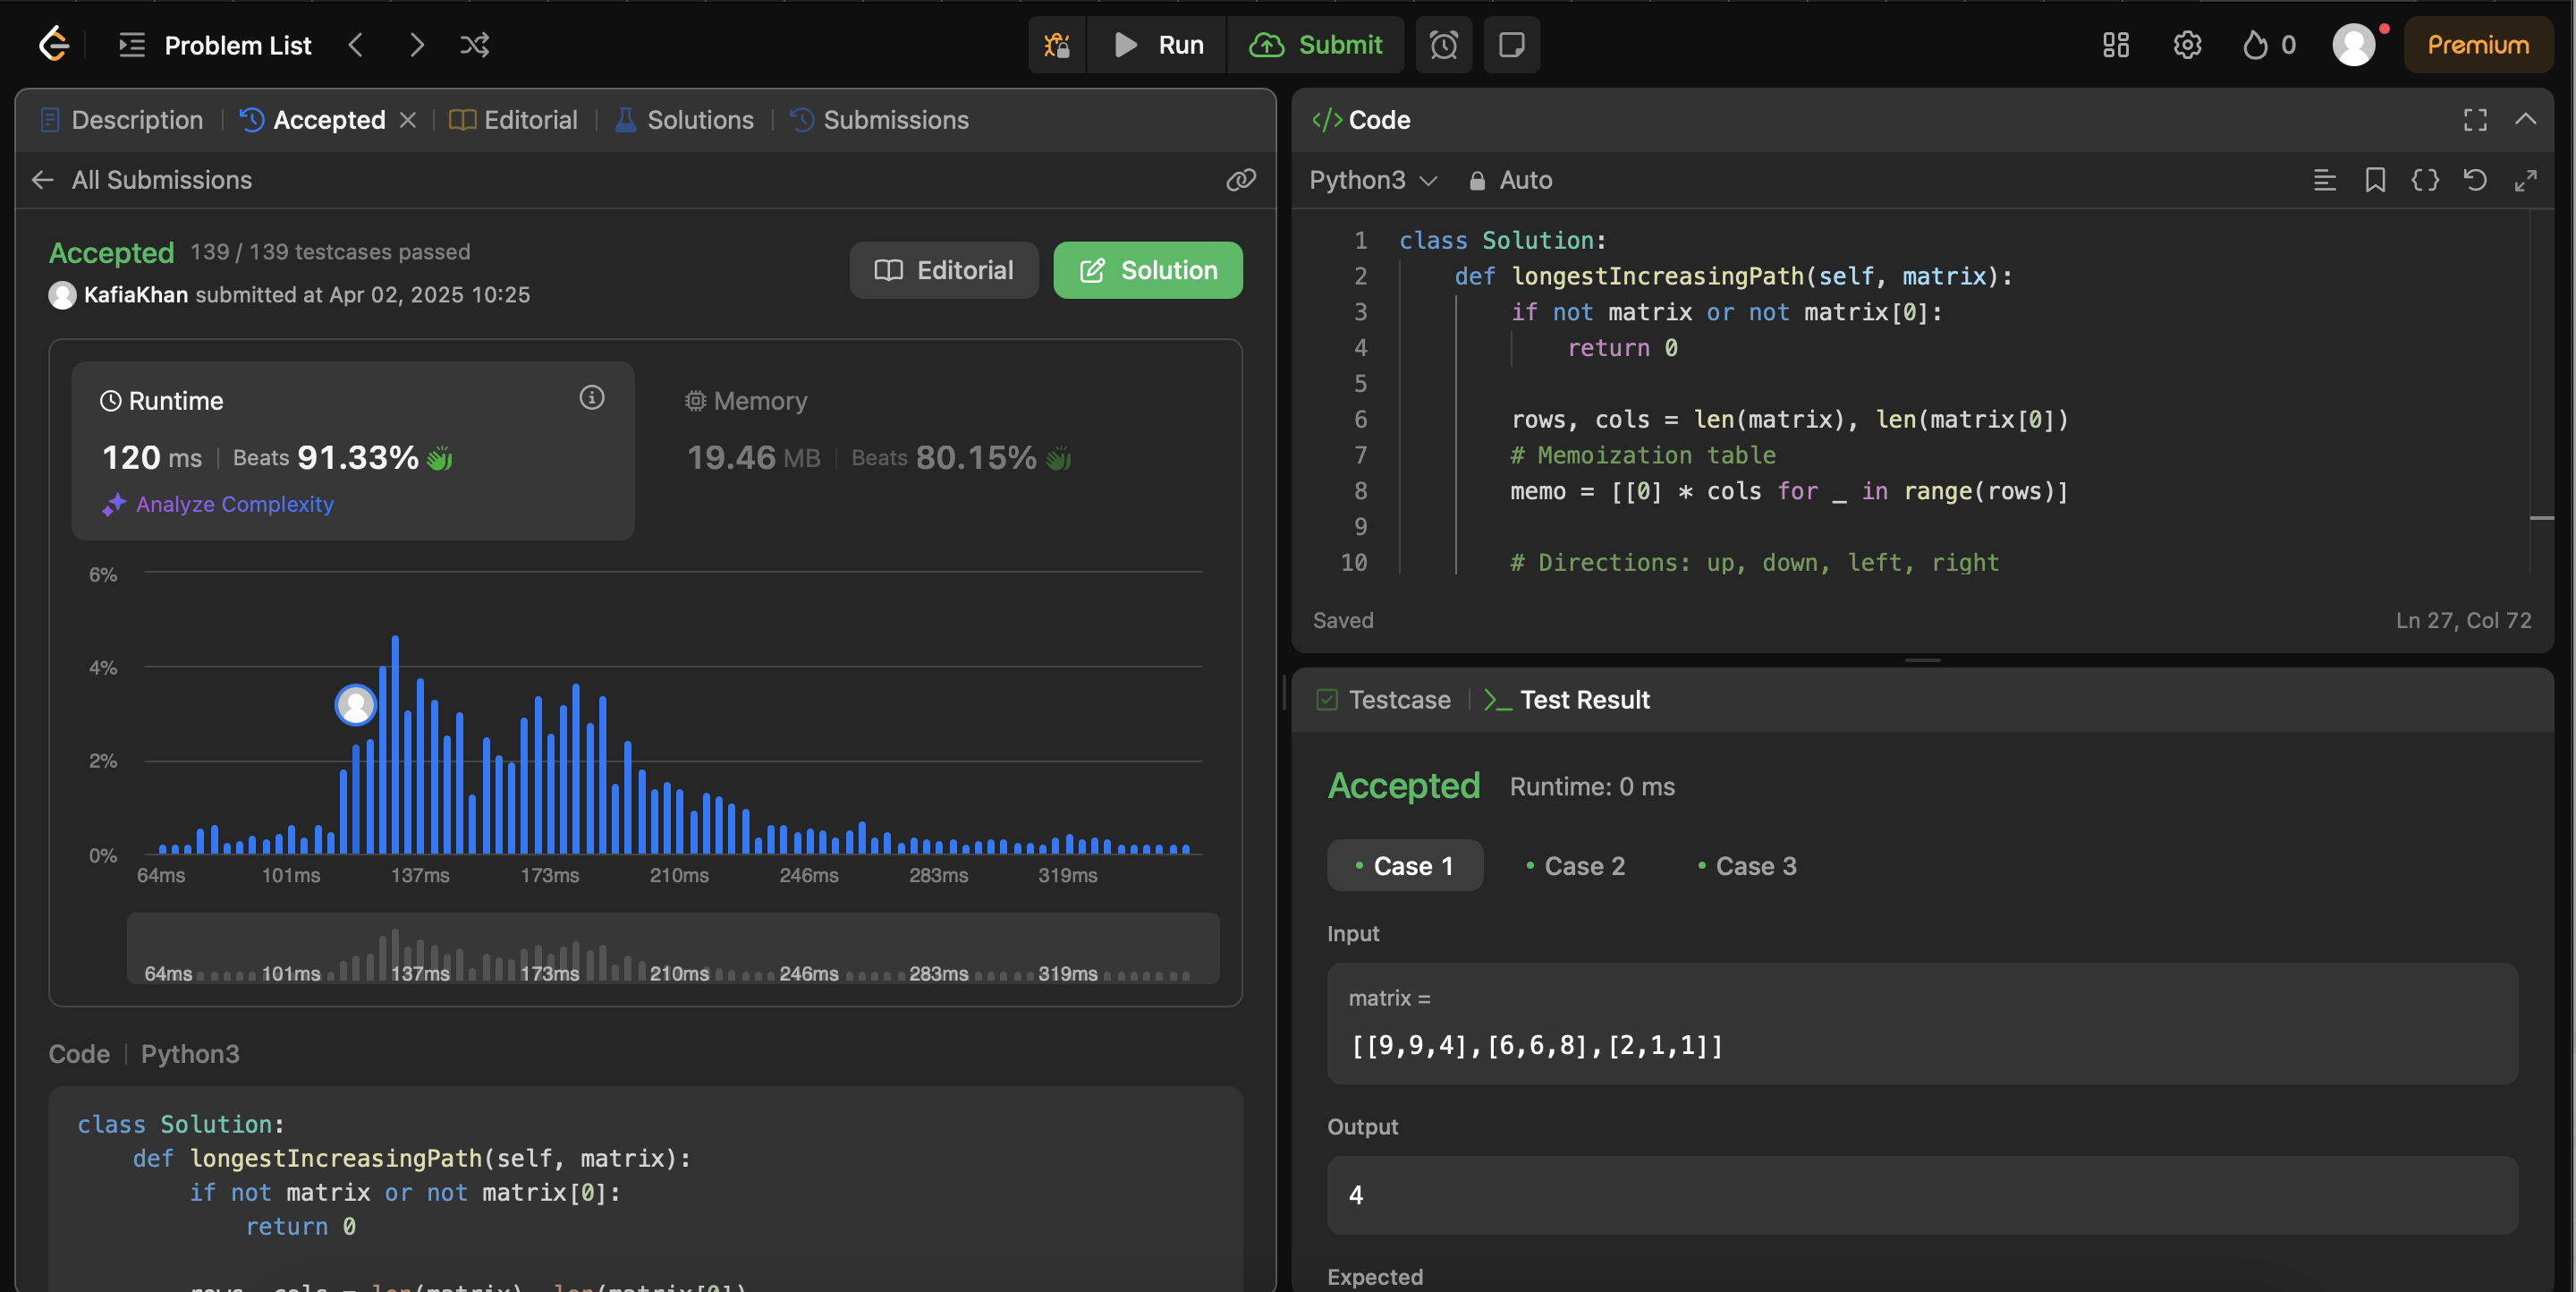 Problem List
Run
Submit
0
Premium
Description
Accepted
Editorial
Solutions
Submissions
All Submissions
Accepted 139 / 139 testcases passed
KafiaKhan submitted at Apr 02, 2025 10:25
Editorial
Solution
Runtime
120 ms Beats 91.33%
Analyze Complexity
Memory
19.46 MB Beats 80.15%
6%
4%
2%
0%
64ms 101ms 137ms 173ms 210ms 246ms 283ms 319ms
64ms 101ms 137ms 173ms 210ms 246ms 283ms 319ms
Code Python3
class Solution:
def longestIncreasingPath(self, matrix):
if not matrix or not matrix[0]:
return 0
rows, cols = len(matrix), len(matrix[0])
</> Code
Python3 Auto
1 class Solution:
2 def longestIncreasingPath(self, matrix):
3 if not matrix or not matrix[0]:
4 return 0
5
6 rows, cols = len(matrix), len(matrix[0])
7 # Memoization table
8 memo = [[0] * cols for _ in range(rows)]
9
10 # Directions: up, down, left, right
Saved
Ln 27, Col 72
Testcase
Test Result
Accepted Runtime: 0 ms
Case 1
Case 2
Case 3
Input
matrix =
[[9,9,4],[6,6,8],[2,1,1]]
Output
4
Expected